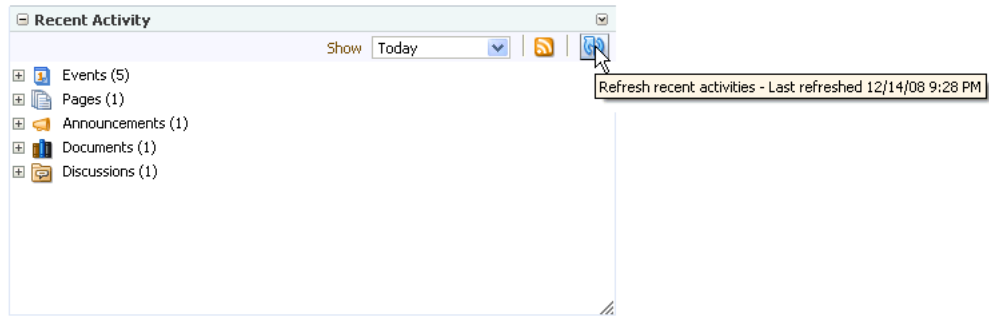 Recent Activity
Show Today
Refresh recent activities - Last refreshed 12/14/08 9:28 PM
Events (5)
Pages (1)
Announcements (1)
Documents (1)
Discussions (1)